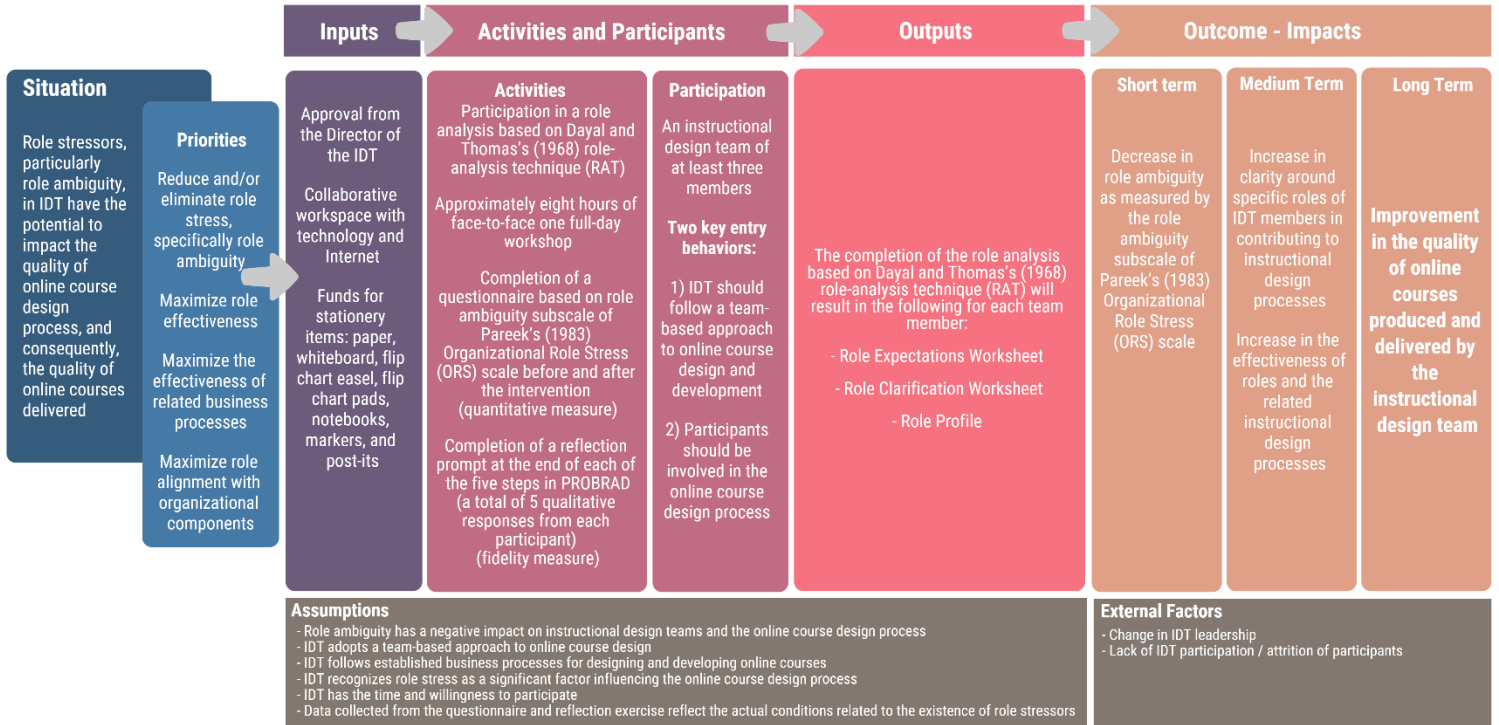 Inputs
Activities and Participants
Outputs
Outcome - Impacts
Situation
Role stressors,
particularly
role ambiguity,
in IDT have the
potential to
impact the
quality of
online course
design
process, and
consequently,
the quality of
online courses
delivered
Priorities
Reduce and/or
eliminate role
stress,
specifically role
ambiguity
Maximize role
effectiveness
Maximize the
effectiveness of
related business
processes
Maximize role
alignment with
organizational
components
Approval from
the Director of
the IDT
Collaborative
workspace with
technology and
Internet
Funds for
stationery
items: paper,
whiteboard, flip
chart easel, flip
chart pads,
notebooks,
markers, and
post-its
Activities
Participation in a role
analysis based on Dayal and
Thomas's (1968) role-
analysis technique (RAT)
Approximately eight hours of
face-to-face one full-day
workshop
Completion of a
questionnaire based on role
ambiguity subscale of
Pareek's (1983)
Organizational Role Stress
(ORS) scale before and after
the intervention
(quantitative measure)
Completion of a reflection
prompt at the end of each of
the five steps in PROBRAD
(a total of 5 qualitative
responses from each
participant)
(fidelity measure)
Participation
An instructional
design team of
at least three
members
Two key entry
behaviors:
1) IDT should
follow a team-
based approach
to online course
design and
development
2) Participants
should be
involved in the
online course
design process
The completion of the role analysis
based on Dayal and Thomas's (1968)
role-analysis technique (RAT) will
result in the following for each team
member:
- Role Expectations Worksheet
- Role Clarification Worksheet
- Role Profile
Short term
Decrease in
role ambiguity
as measured by
the role
ambiguity
subscale of
Pareek's (1983)
Organizational
Role Stress
(ORS) scale
Medium Term
Increase in
clarity around
specific roles of
IDT members in
contributing to
instructional
design
processes
Increase in the
effectiveness of
roles and the
related
instructional
design
processes
Long Term
Improvement
in the quality
of online
courses
produced and
delivered by
the
instructional
design team
Assumptions
- Role ambiguity has a negative impact on instructional design teams and the online course design process
- IDT adopts a team-based approach to online course design
- IDT follows established business processes for designing and developing online courses
- IDT recognizes role stress as a significant factor influencing the online course design process
- IDT has the time and willingness to participate
- Data collected from the questionnaire and reflection exercise reflect the actual conditions related to the existence of role stressors
External Factors
- Change in IDT leadership
- Lack of IDT participation / attrition of participants